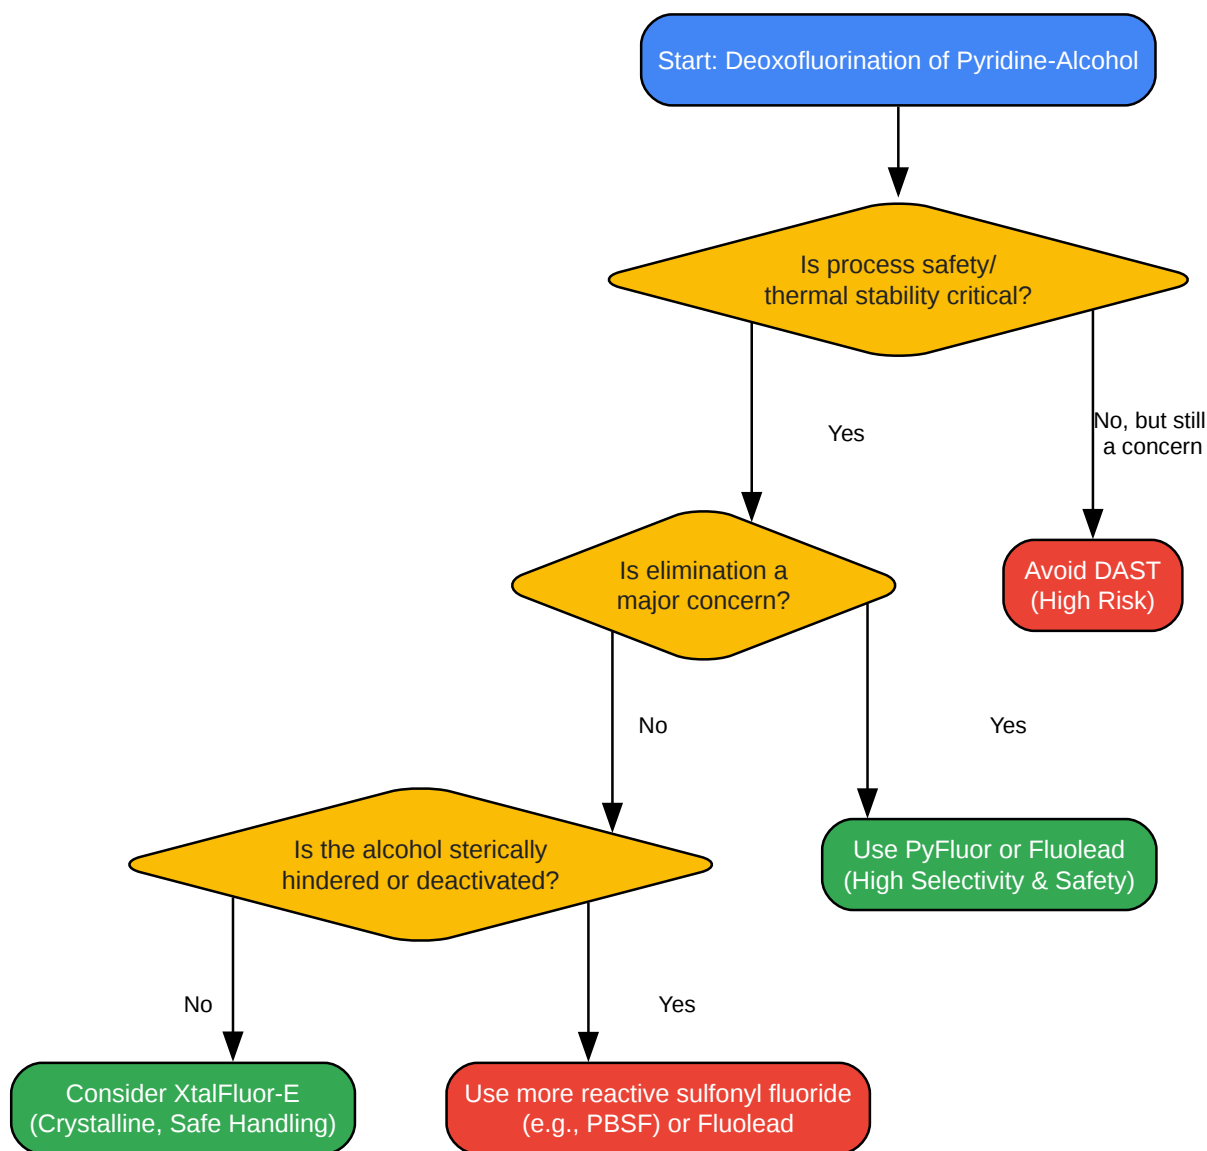 Start: Deoxofluorination of Pyridine-Alcohol
Is process safety/
thermal stability critical?
Yes
No, but still
a concern
Is elimination a
major concern?
Avoid DAST
(High Risk)
No
Yes
Is the alcohol sterically
hindered or deactivated?
Use PyFluor or Fluolead
(High Selectivity & Safety)
No
Yes
Consider XtalFluor-E
(Crystalline, Safe Handling)
Use more reactive sulfonyl fluoride
(e.g., PBSF) or Fluolead